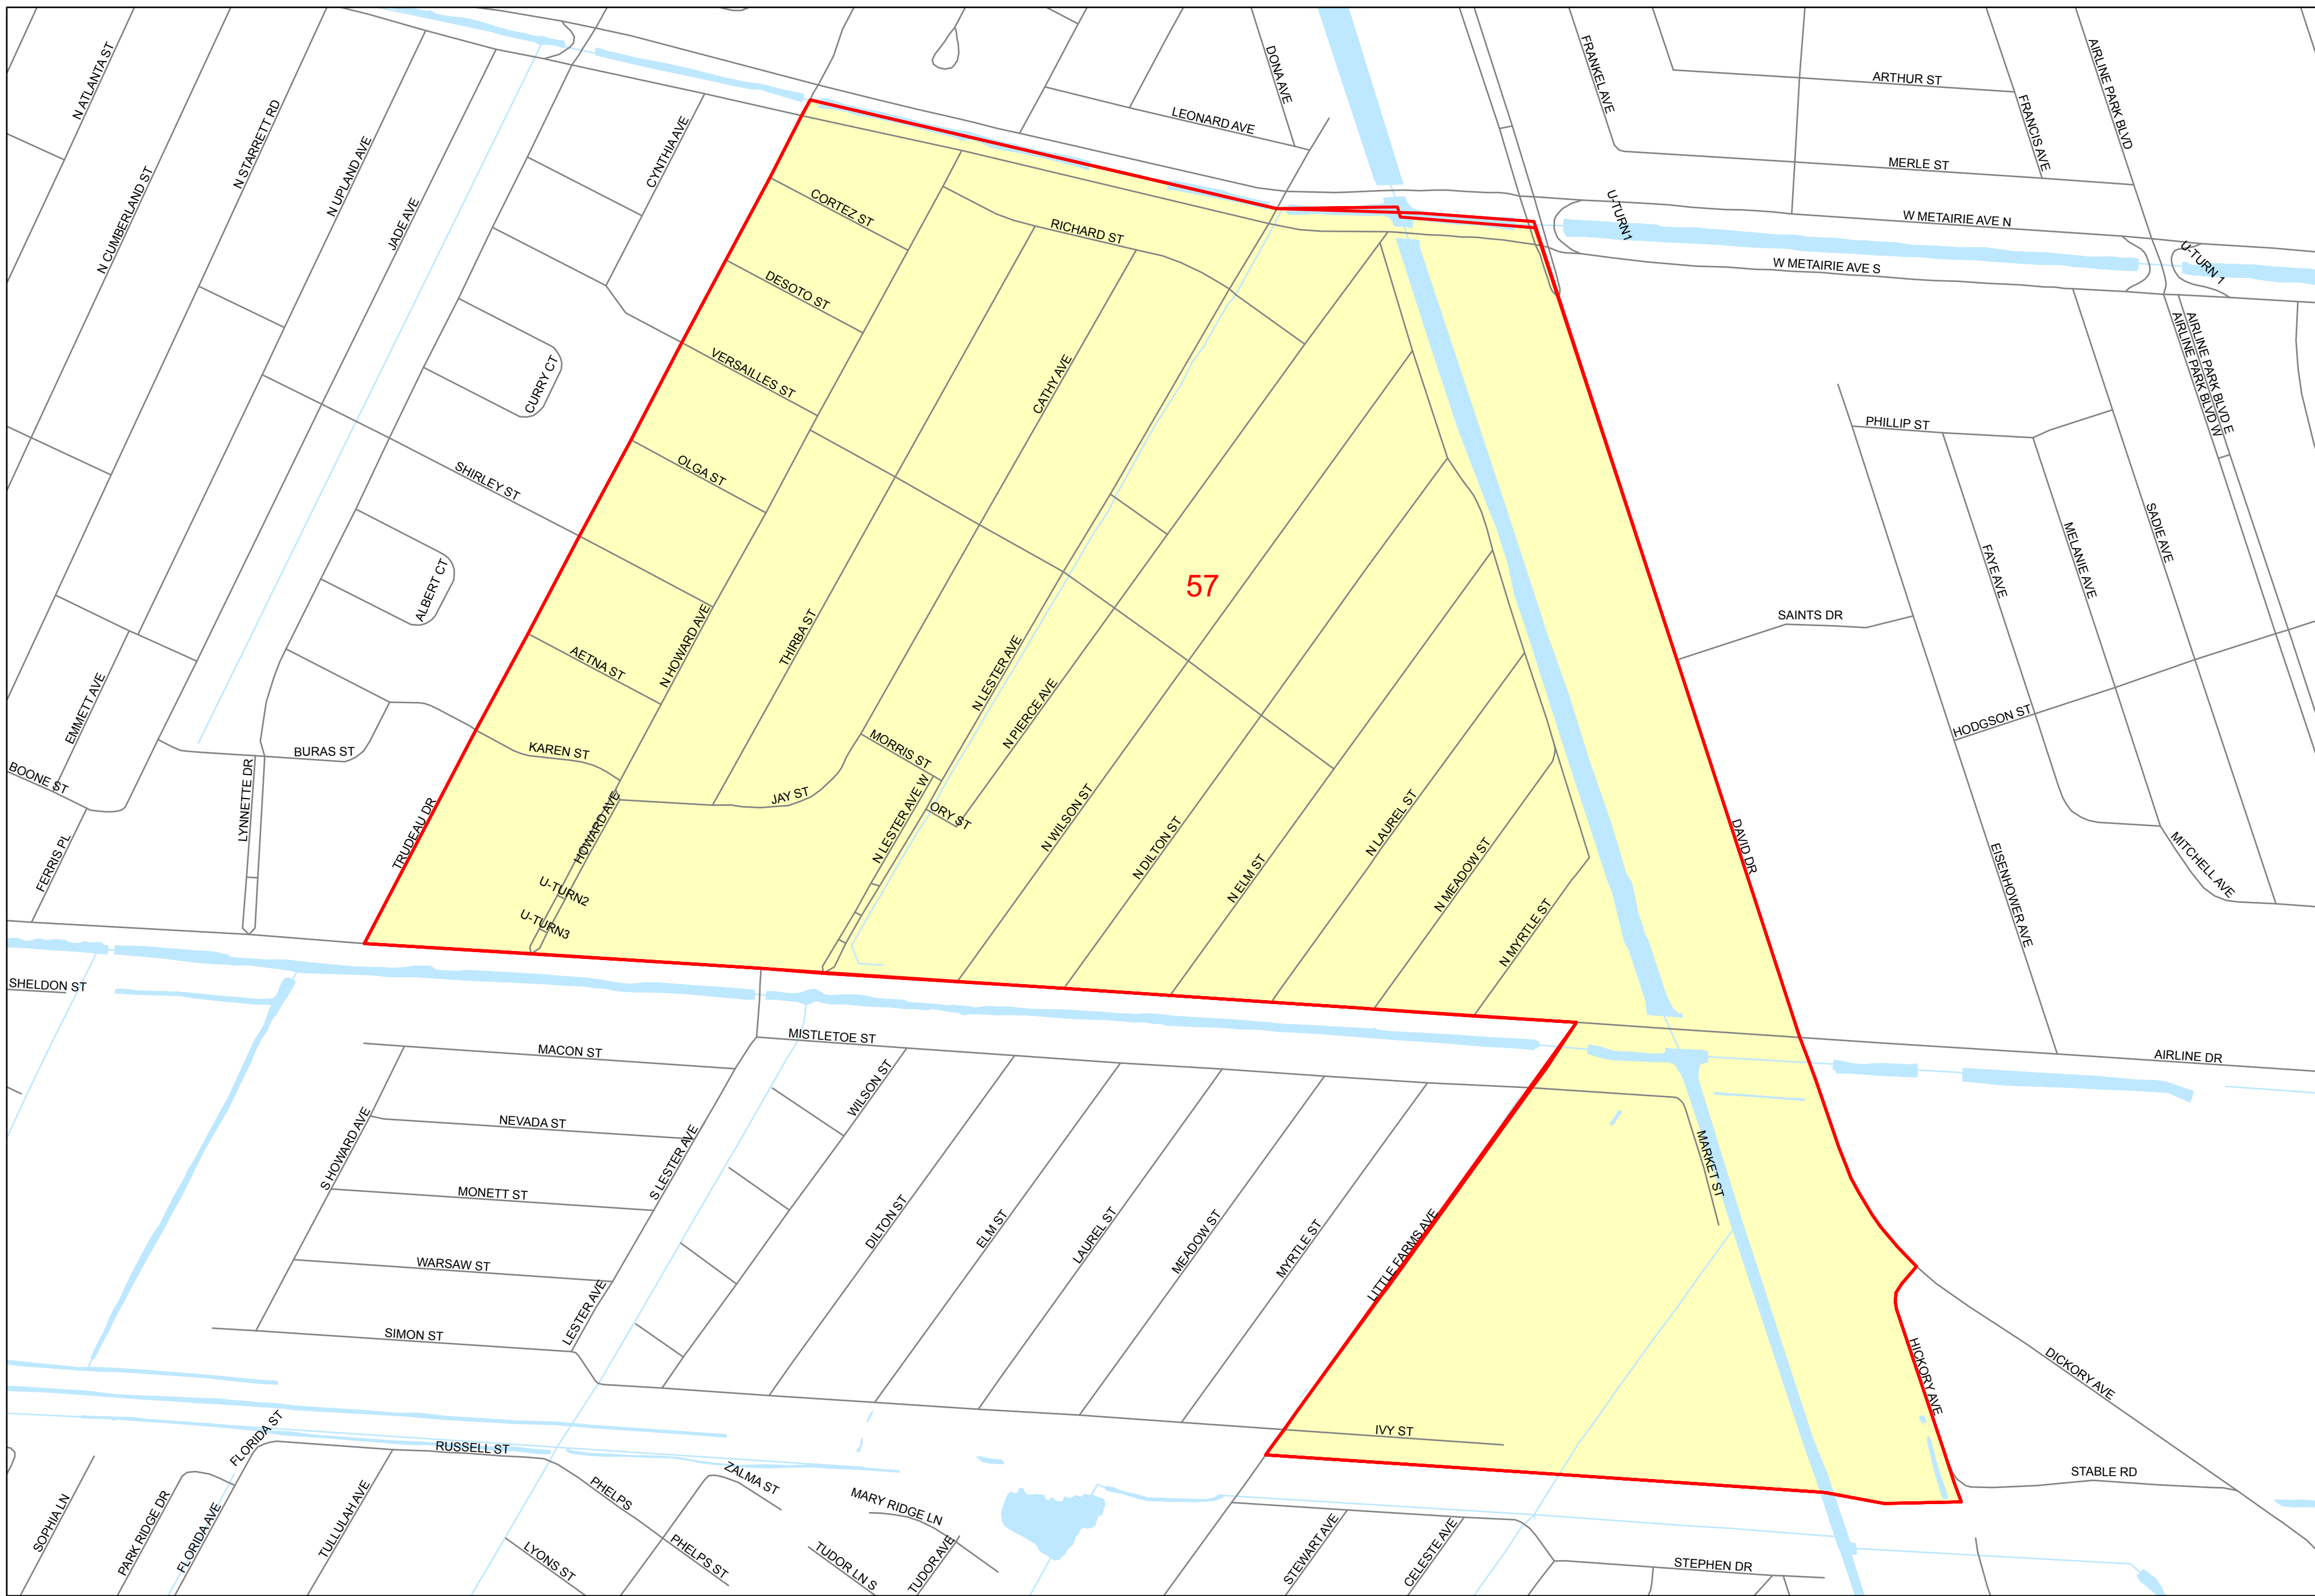 N ATLANTA ST
N CUMBERLAND ST
N STARRETT RD
N UPLAND AVE
JADE AVE
CYNTHIA AVE
LEONARD AVE
DONA AVE
FRANKEL AVE
ARTHUR ST
FRANCIS AVE
AIRLINE PARK BLVD
MERLE ST
U-TURN1
W METAIRIE AVE N
W METAIRIE AVE S
U-TURN 1
AIRLINE PARK BLVD E
AIRLINE PARK BLVD W
CORTEZ ST
RICHARD ST
DESOTO ST
VERSAILLES ST
CURRY CT
CATHY AVE
OLGA ST
SHIRLEY ST
PHILLIP ST
SADIE AVE
MELANIE AVE
FAYE AVE
57
ALBERT CT
SAINTS DR
AETNA ST
N HOWARD AVE
THIRBA ST
N LESTER AVE
N PIERCE AVE
HODGSON ST
EMMETT AVE
BURAS ST
KAREN ST
MORRIS ST
BOONE ST
LYNNETTE DR
JAY ST
N LESTER AVE W
ORY ST
TRUDEAU DR
HOWARD AVE
N WILSON ST
N DILTON ST
N ELM ST
N LAUREL ST
N MEADOW ST
N MYRTLE ST
DAVID DR
EISENHOWER AVE
MITCHELL AVE
FERRIS PL
U-TURN2
U-TURN3
SHELDON ST
MISTLETOE ST
MACON ST
AIRLINE DR
WILSON ST
NEVADA ST
S HOWARD AVE
S LESTER AVE
MARKET ST
MONETT ST
DILTON ST
ELM ST
LAUREL ST
MEADOW ST
MYRTLE ST
LITTLE FARMS AVE
WARSAW ST
LESTER AVE
SIMON ST
HICKORY AVE
DICKORY AVE
FLORIDA ST
RUSSELL ST
IVY ST
STABLE RD
SOPHIA LN
PARK RIDGE DR
FLORIDA AVE
TULLULAH AVE
PHELPS
ZALMA ST
MARY RIDGE LN
LYONS ST
PHELPS ST
TUDOR LN S
TUDOR AVE
STEWART AVE
CELESTE AVE
STEPHEN DR